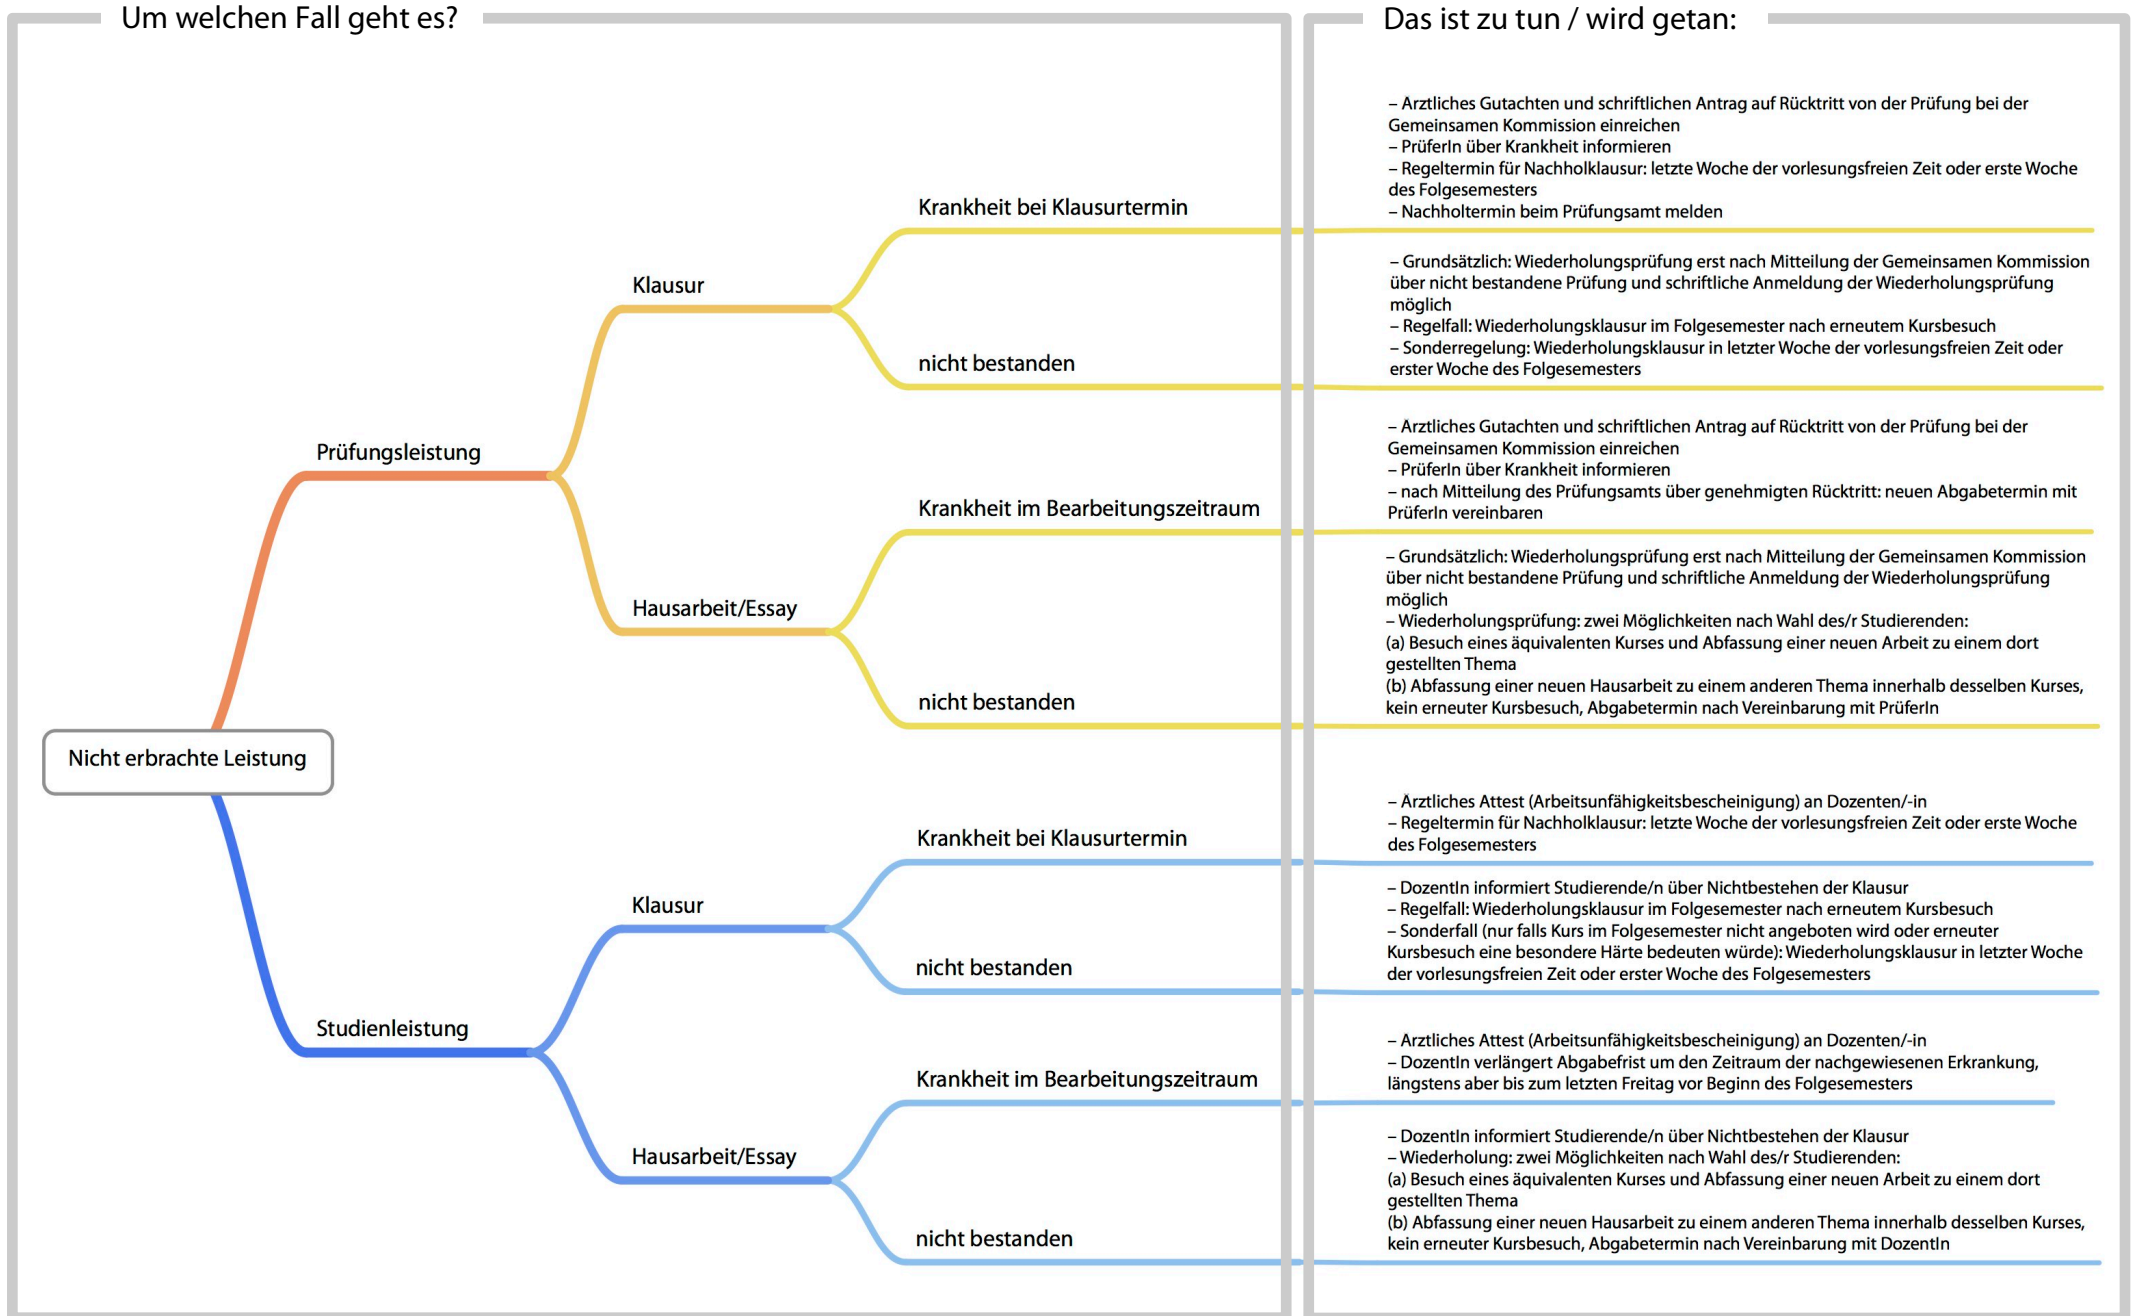 Um welchen Fall geht es?
Das ist zu tun / wird getan:
Nicht erbrachte Leistung
Prüfungsleistung
Klausur
Krankheit bei Klausurtermin
– Ärztliches Gutachten und schriftlichen Antrag auf Rücktritt von der Prüfung bei der
Gemeinsamen Kommission einreichen
– PrüferIn über Krankheit informieren
– Regeltermin für Nachholklausur: letzte Woche der vorlesungsfreien Zeit oder erste Woche
des Folgesemesters
– Nachholtermin beim Prüfungsamt melden
nicht bestanden
– Grundsätzlich: Wiederholungsprüfung erst nach Mitteilung der Gemeinsamen Kommission
über nicht bestandene Prüfung und schriftliche Anmeldung der Wiederholungsprüfung
möglich
– Regelfall: Wiederholungsklausur im Folgesemester nach erneutem Kursbesuch
– Sonderregelung: Wiederholungsklausur in letzter Woche der vorlesungsfreien Zeit oder
erster Woche des Folgesemesters
Hausarbeit/Essay
Krankheit im Bearbeitungszeitraum
– Ärztliches Gutachten und schriftlichen Antrag auf Rücktritt von der Prüfung bei der
Gemeinsamen Kommission einreichen
– PrüferIn über Krankheit informieren
– nach Mitteilung des Prüfungsamts über genehmigten Rücktritt: neuen Abgabetermin mit
PrüferIn vereinbaren
nicht bestanden
– Grundsätzlich: Wiederholungsprüfung erst nach Mitteilung der Gemeinsamen Kommission
über nicht bestandene Prüfung und schriftliche Anmeldung der Wiederholungsprüfung
möglich
– Wiederholungsprüfung: zwei Möglichkeiten nach Wahl des/r Studierenden:
(a) Besuch eines äquivalenten Kurses und Abfassung einer neuen Arbeit zu einem dort
gestellten Thema
(b) Abfassung einer neuen Hausarbeit zu einem anderen Thema innerhalb desselben Kurses,
kein erneuter Kursbesuch, Abgabetermin nach Vereinbarung mit PrüferIn
Studienleistung
Klausur
Krankheit bei Klausurtermin
– Ärztliches Attest (Arbeitsunfähigkeitsbescheinigung) an Dozenten/-in
– Regeltermin für Nachholklausur: letzte Woche der vorlesungsfreien Zeit oder erste Woche
des Folgesemesters
nicht bestanden
– DozentIn informiert Studierende/n über Nichtbestehen der Klausur
– Regelfall: Wiederholungsklausur im Folgesemester nach erneutem Kursbesuch
– Sonderfall (nur falls Kurs im Folgesemester nicht angeboten wird oder erneuter
Kursbesuch eine besondere Härte bedeuten würde): Wiederholungsklausur in letzter Woche
der vorlesungsfreien Zeit oder erster Woche des Folgesemesters
Hausarbeit/Essay
Krankheit im Bearbeitungszeitraum
– Ärztliches Attest (Arbeitsunfähigkeitsbescheinigung) an Dozenten/-in
– DozentIn verlängert Abgabefrist um den Zeitraum der nachgewiesenen Erkrankung,
längstens aber bis zum letzten Freitag vor Beginn des Folgesemesters
nicht bestanden
– DozentIn informiert Studierende/n über Nichtbestehen der Klausur
– Wiederholung: zwei Möglichkeiten nach Wahl des/r Studierenden:
(a) Besuch eines äquivalenten Kurses und Abfassung einer neuen Arbeit zu einem dort
gestellten Thema
(b) Abfassung einer neuen Hausarbeit zu einem anderen Thema innerhalb desselben Kurses,
kein erneuter Kursbesuch, Abgabetermin nach Vereinbarung mit DozentIn